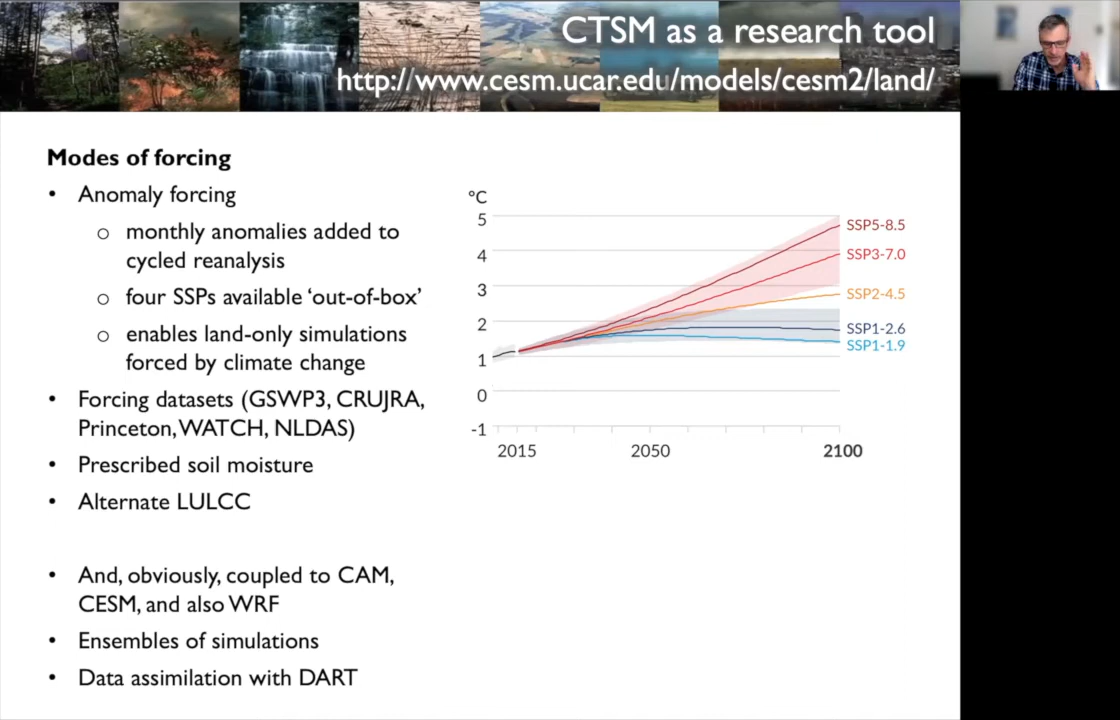 CTSM as a research tool
http://www.cesm.ucar.edu/models/cesm2/land/
Modes of forcing
• Anomaly forcing
o monthly anomalies added to
cycled reanalysis
o four SSPs available ‘out-of-box’
o enables land-only simulations
forced by climate change
• Forcing datasets (GSWP3, CRUJRA,
Princeton, WATCH, NLDAS)
• Prescribed soil moisture
• Alternate LULCC
• And, obviously, coupled to CAM,
CESM, and also WRF
• Ensembles of simulations
• Data assimilation with DART
°C
5
4
3
2
1
0
-1
2015 2050 2100
SSP5-8.5
SSP3-7.0
SSP2-4.5
SSP1-2.6
SSP1-1.9